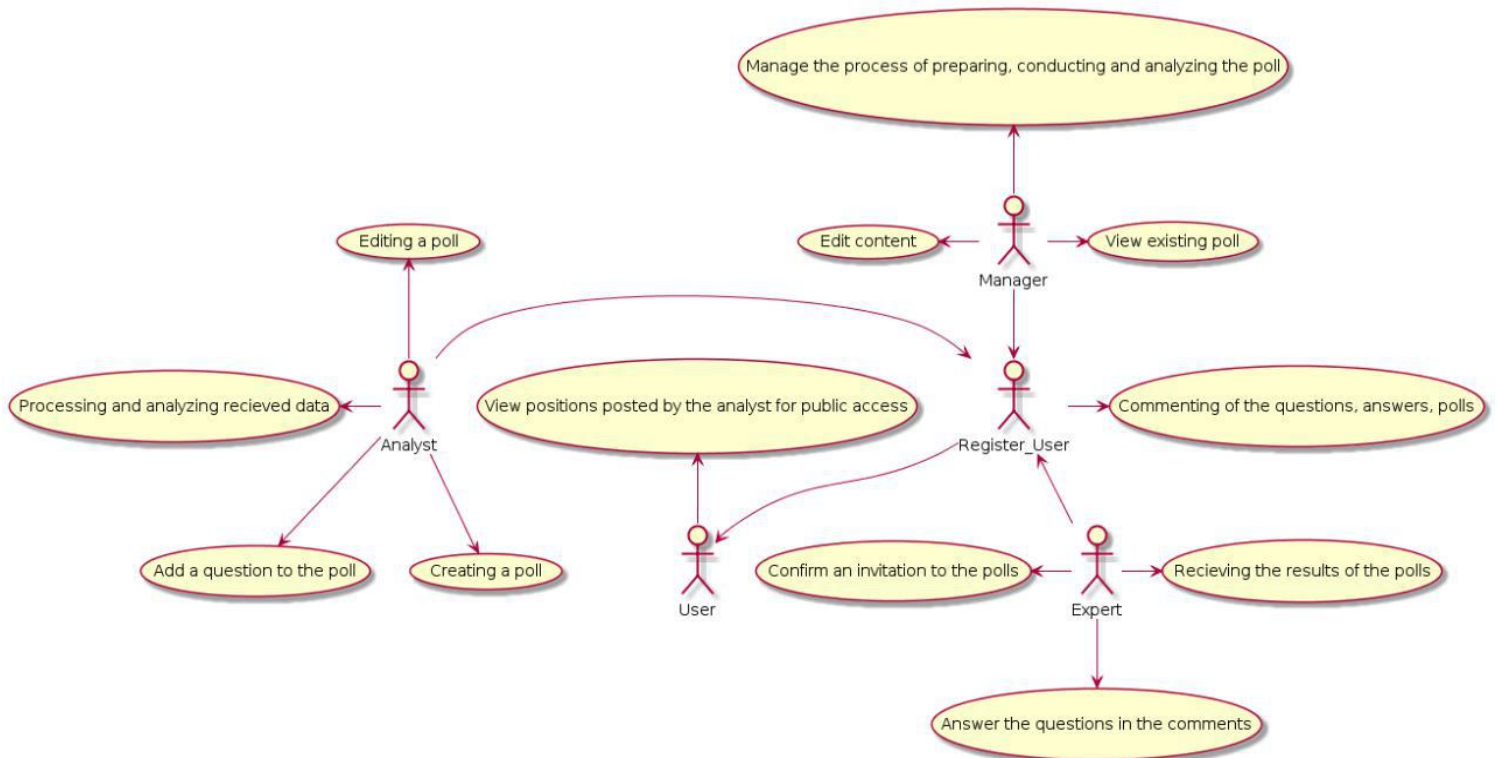 Manage the process of preparing, conducting and analyzing the poll
Editing a poll
Edit content
View existing poll
Manager
Processing and analyzing recieved data
View positions posted by the analyst for public access
Commenting of the questions, answers, polls
Analyst
Register_User
Add a question to the poll
Creating a poll
Confirm an invitation to the polls
Recieving the results of the polls
User
Expert
Answer the questions in the comments